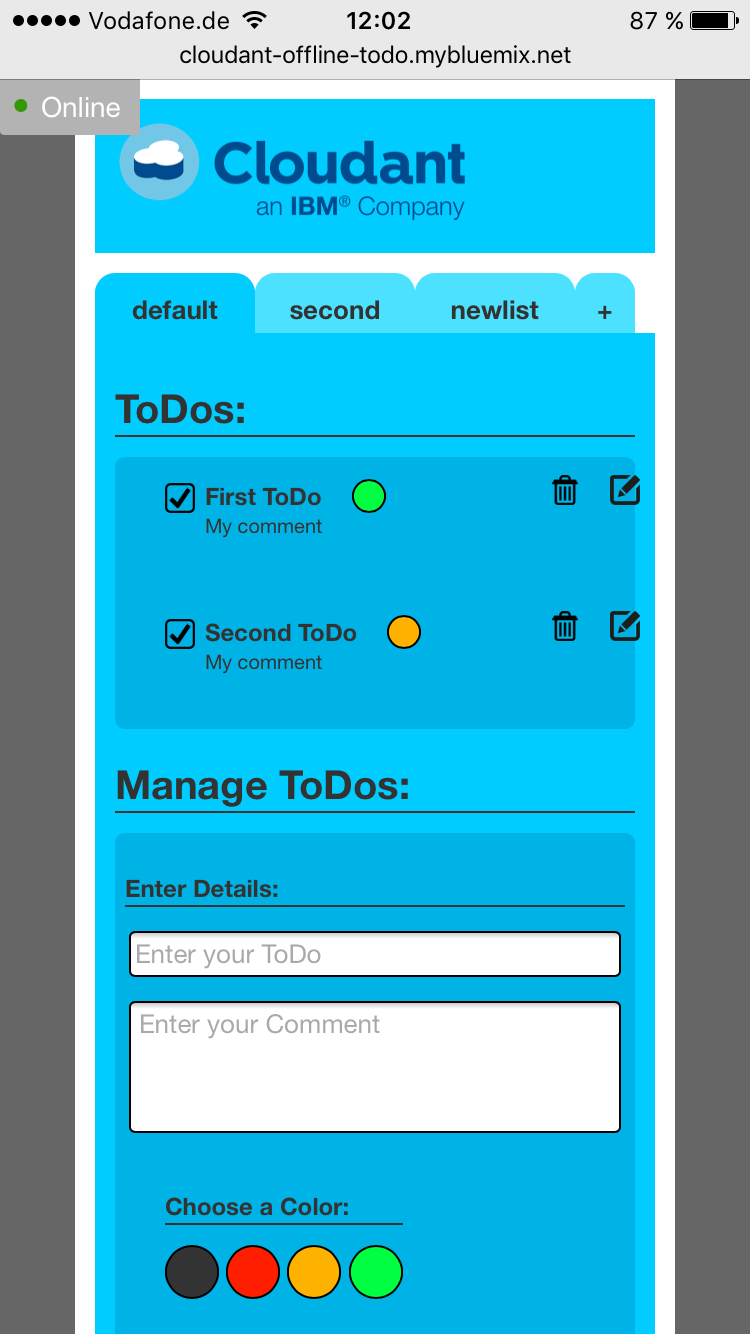 Vodafone.de 12:02 87 %
cloudant-offline-todo.mybluemix.net
Online
Cloudant
an IBM® Company
default second newlist +
ToDos:
First ToDo
My comment
Second ToDo
My comment
Manage ToDos:
Enter Details:
Enter your ToDo
Enter your Comment
Choose a Color: